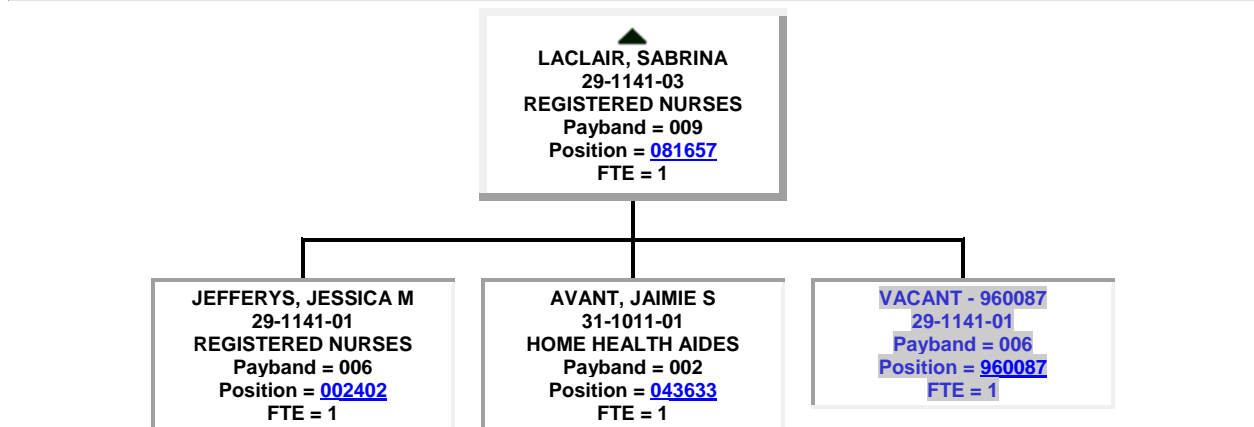 LACLAIR, SABRINA
29-1141-03
REGISTERED NURSES
Payband = 009
Position = 081657
FTE = 1
JEFFERYS, JESSICA M
29-1141-01
REGISTERED NURSES
Payband = 006
Position = 002402
FTE = 1
AVANT, JAIMIE S
31-1011-01
HOME HEALTH AIDES
Payband = 002
Position = 043633
FTE = 1
VACANT - 960087
29-1141-01
Payband = 006
Position = 960087
FTE = 1